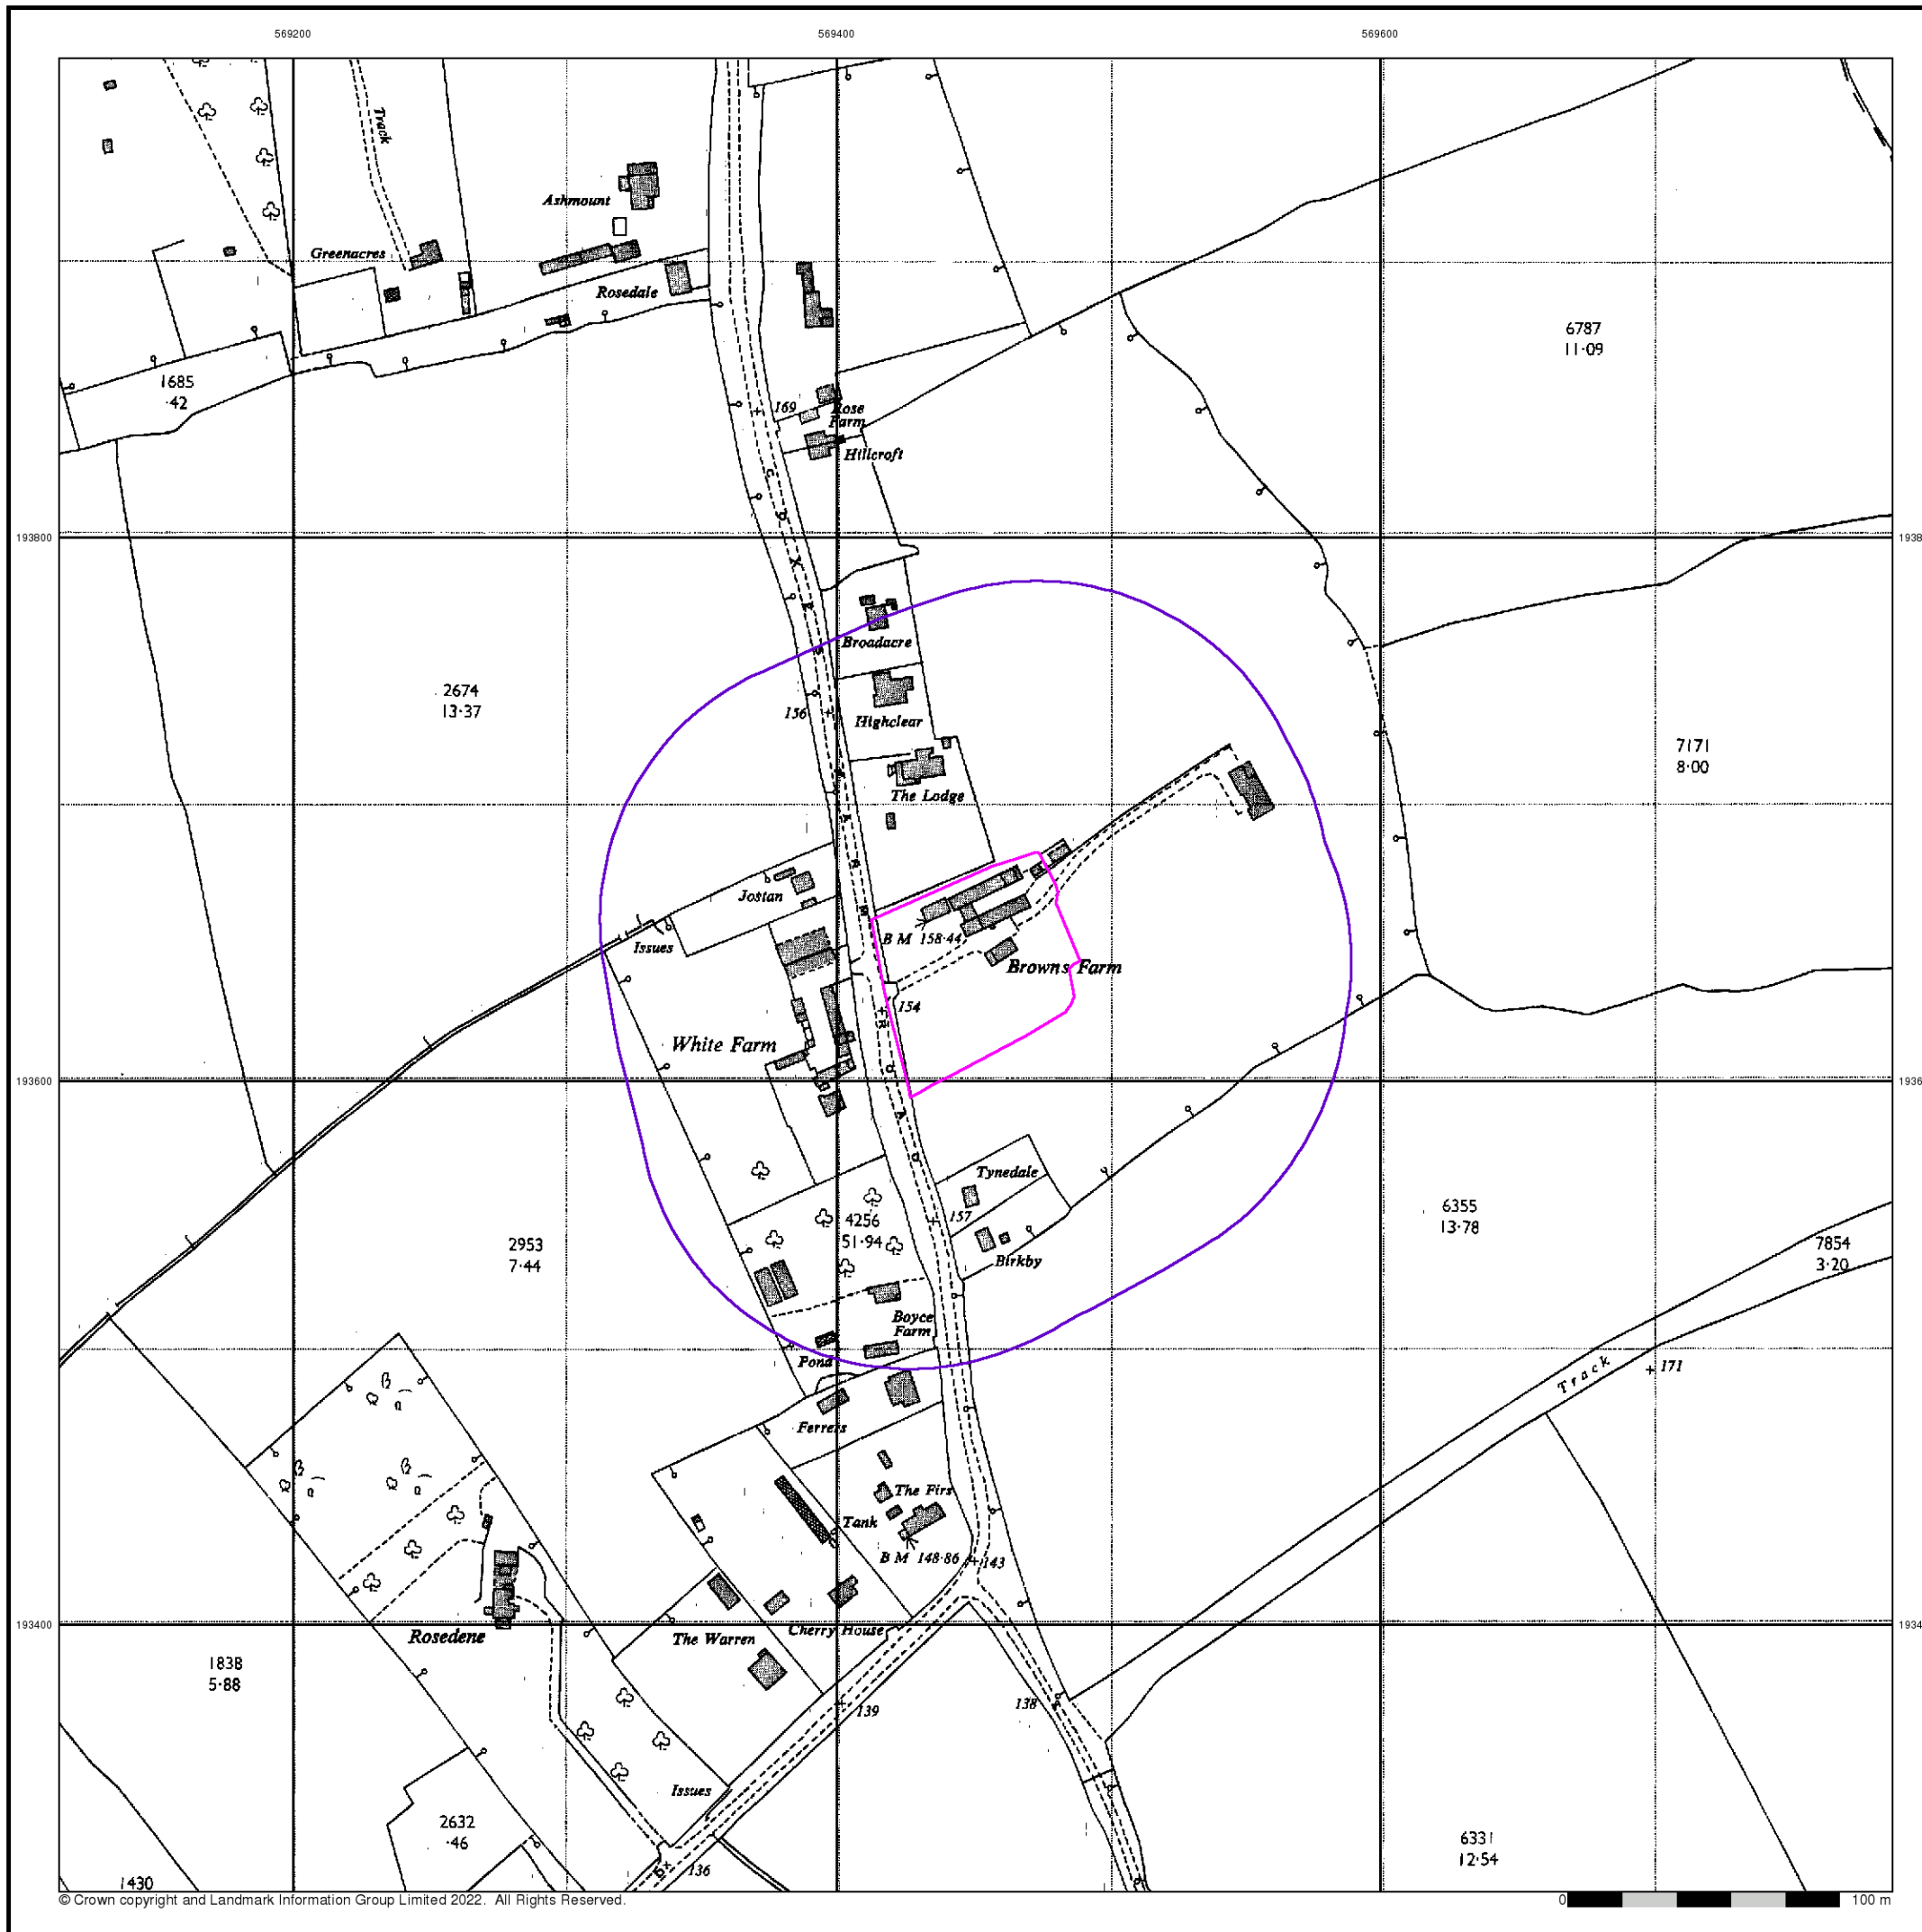 569200
569400
569600
Track
Ashmount
Greenacres
Rosedale
6787
11·09
1685
·42
169
Rose
Farm
Hillcroft
193800
1938
OXFER ROAD
Broadacre
2674
13·37
156
Highclear
7171
8·00
The Lodge
Jostan
Issues
B M 158·44
Browns Farm
154
White Farm
193600
1936
Tynedale
4256
51·94
157
6355
13·78
2953
7·44
Birkby
7854
3·20
Boyce
Farm
Pond
Track
171
Ferrers
The Firs
Tank
B M 148·86
143
193400
1934
Rosedene
The Warren
Cherry House
1838
5·88
139
138
Issues
2632
·46
136
6331
12·54
1430
© Crown copyright and Landmark Information Group Limited 2022. All Rights Reserved.
0
100 m